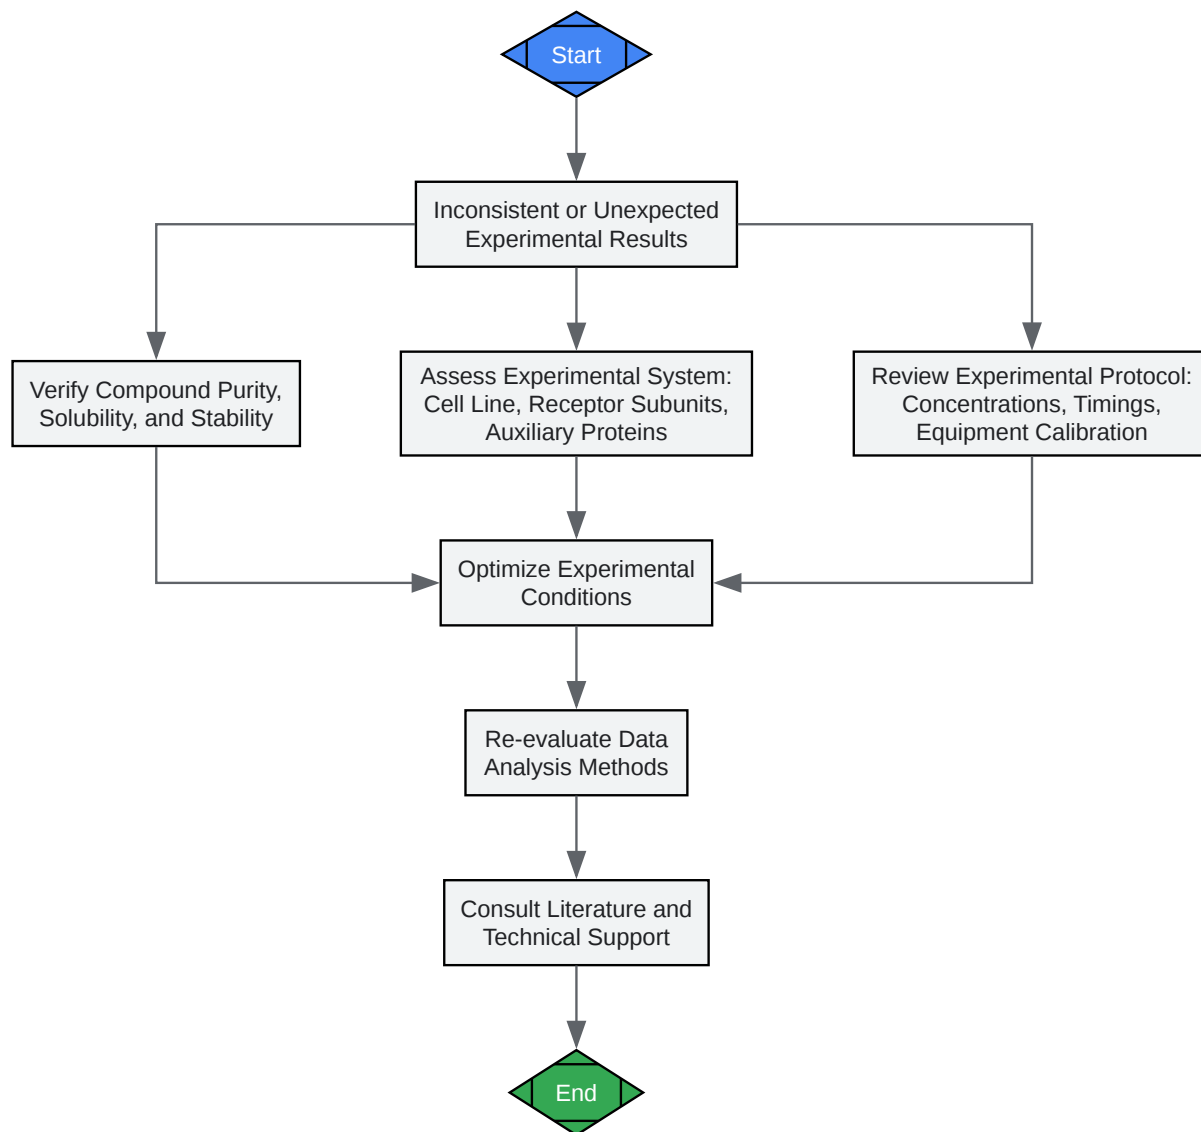 Start
Inconsistent or Unexpected
Experimental Results
Verify Compound Purity,
Solubility, and Stability
Assess Experimental System:
Cell Line, Receptor Subunits,
Auxiliary Proteins
Review Experimental Protocol:
Concentrations, Timings,
Equipment Calibration
Optimize Experimental
Conditions
Re-evaluate Data
Analysis Methods
Consult Literature and
Technical Support
End